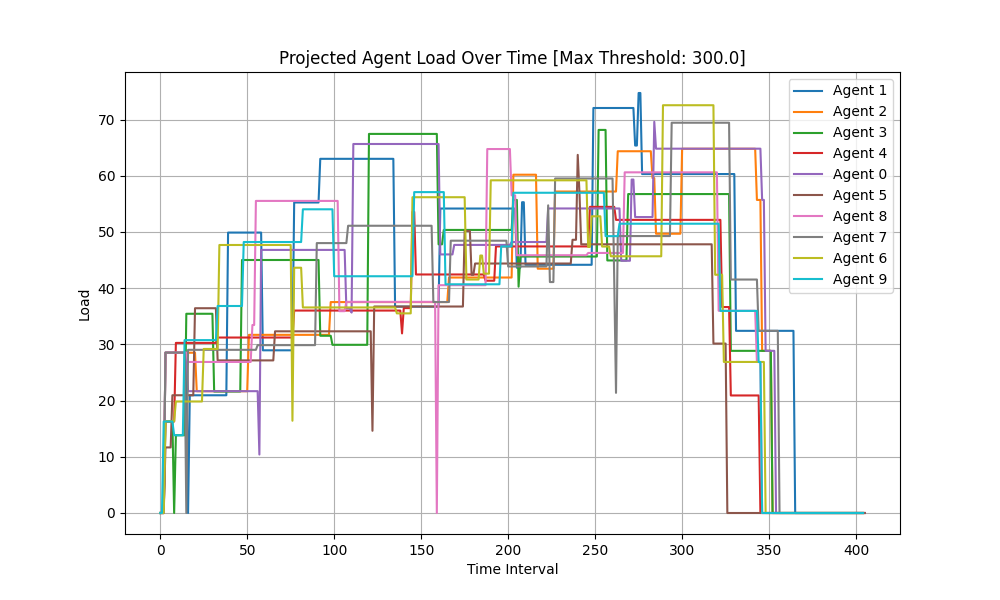 Projected Agent Load Over Time [Max Threshold: 300.0]
Load
70
60
50
40
30
20
10
0
0 50 100 150 200 250 300 350 400
Time Interval
Agent 1
Agent 2
Agent 3
Agent 4
Agent 0
Agent 5
Agent 8
Agent 7
Agent 6
Agent 9